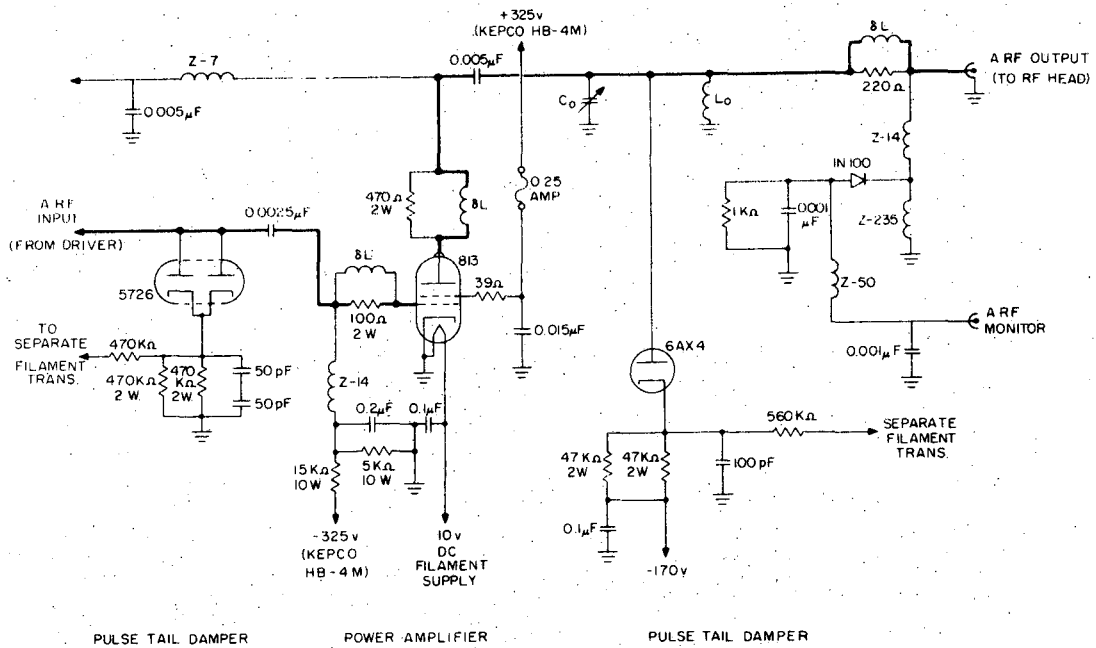 +325v
(KEPCO HB-4M)
Z-7
0.005µF
0.005µF
δL
220Ω
A RF OUTPUT
(TO RF HEAD)
C₀
L₀
Z-14
IN 100
0.25
AMP
470Ω
2W
δL
A RF
INPUT
(FROM DRIVER)
0.0025µF
1KΩ
0.001
µF
Z-235
δL
813
39Ω
Z-50
5726
100Ω
2W
0.015µF
A RF
MONITOR
0.001µF
TO
SEPARATE
FILAMENT
TRANS.
470KΩ
470KΩ
2W
470
KΩ
2W
50pF
50pF
Z-14
6AX4
0.2µF
0.1µF
560KΩ
SEPARATE
FILAMENT
TRANS.
15KΩ
10W
5KΩ
10W
47KΩ
2W
47KΩ
2W
100pF
0.1µF
-325v
(KEPCO
HB-4M)
10v
DC
FILAMENT
SUPPLY
-170v
PULSE TAIL DAMPER
POWER AMPLIFIER
PULSE TAIL DAMPER